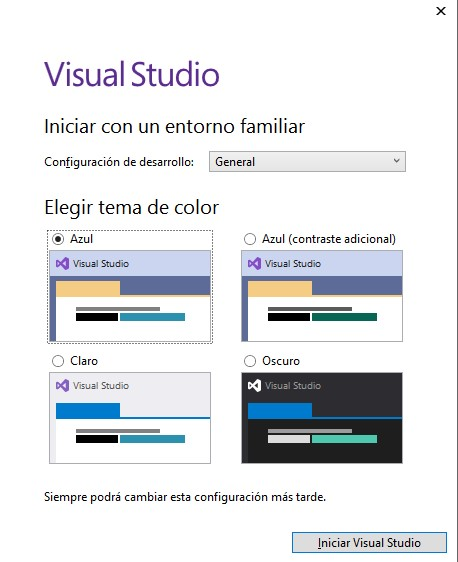 Visual Studio
Iniciar con un entorno familiar
Configuración de desarrollo: General
Elegir tema de color
Azul
Azul (contraste adicional)
Visual Studio
Visual Studio
Claro
Oscuro
Visual Studio
Visual Studio
Siempre podrá cambiar esta configuración más tarde.
Iniciar Visual Studio